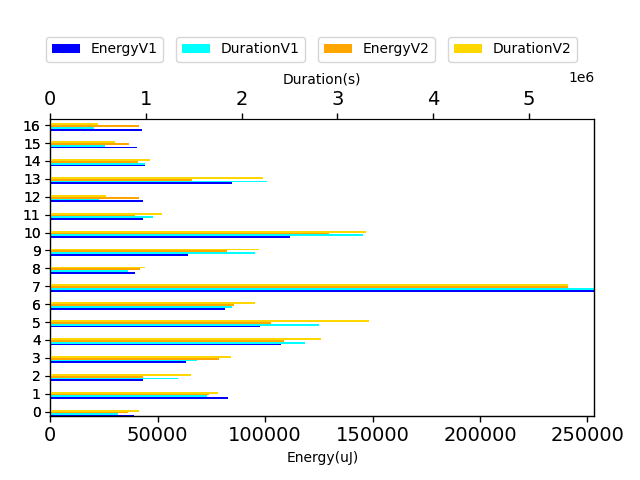 EnergyV1 DurationV1 EnergyV2 DurationV2
Duration(s)
1e6
0 1 2 3 4 5
16
15
14
13
12
11
10
9
8
7
6
5
4
3
2
1
0
0 50000 100000 150000 200000 250000
Energy(uJ)